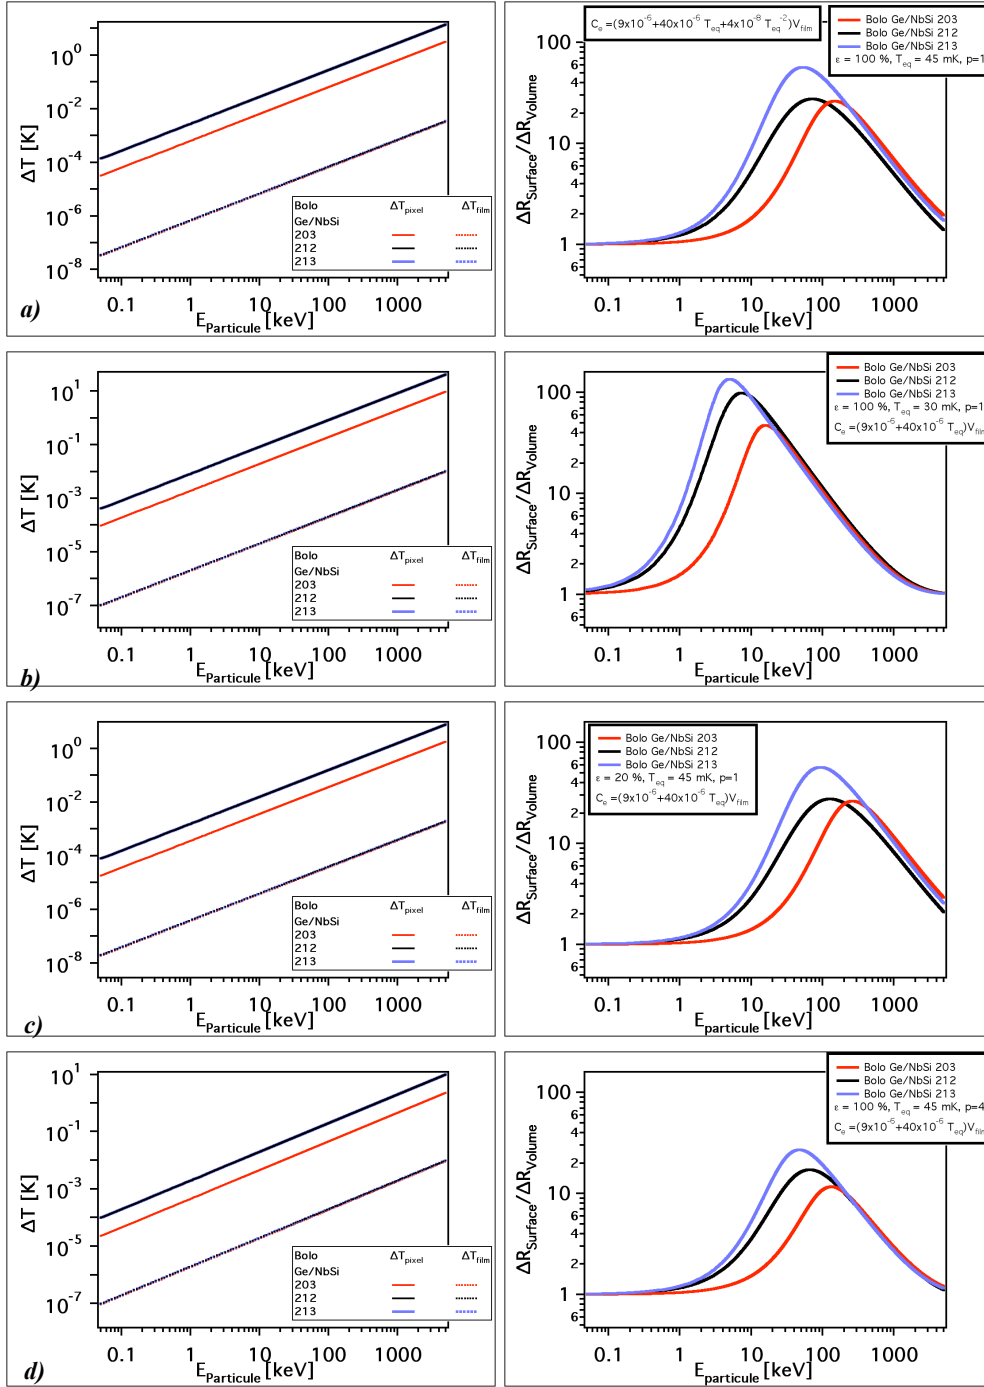 10^0
10^-2
10^-4
10^-6
10^-8
ΔT [K]
Bolo ΔT_pixel ΔT_film
Ge/NbSi
203
212
213
0.1 1 10 100 1000
E_Particule [keV]
a)
C_e =(9x10^-6+40x10^-6 T_eq+4x10^-8 T_eq^-2)V_film
Bolo Ge/NbSi 203
Bolo Ge/NbSi 212
Bolo Ge/NbSi 213
ε = 100 %, T_eq = 45 mK, p=1
100
6
4
2
10
6
4
2
1
6
ΔR_Surface/ΔR_Volume
0.1 1 10 100 1000
E_particule [keV]
10^1
10^-1
10^-3
10^-5
10^-7
ΔT [K]
Bolo ΔT_pixel ΔT_film
Ge/NbSi
203
212
213
0.1 1 10 100 1000
E_Particule [keV]
b)
Bolo Ge/NbSi 203
Bolo Ge/NbSi 212
Bolo Ge/NbSi 213
ε = 100 %, T_eq = 30 mK, p=1
C_e =(9x10^-6+40x10^-6 T_eq)V_film
100
6
4
2
10
6
4
2
1
6
ΔR_Surface/ΔR_Volume
0.1 1 10 100 1000
E_particule [keV]
10^0
10^-2
10^-4
10^-6
10^-8
ΔT [K]
Bolo ΔT_pixel ΔT_film
Ge/NbSi
203
212
213
0.1 1 10 100 1000
E_Particule [keV]
c)
Bolo Ge/NbSi 203
Bolo Ge/NbSi 212
Bolo Ge/NbSi 213
ε = 20 %, T_eq = 45 mK, p=1
C_e =(9x10^-6+40x10^-6 T_eq)V_film
100
6
4
2
10
6
4
2
1
6
ΔR_Surface/ΔR_Volume
0.1 1 10 100 1000
E_particule [keV]
10^1
10^-1
10^-3
10^-5
10^-7
ΔT [K]
Bolo ΔT_pixel ΔT_film
Ge/NbSi
203
212
213
0.1 1 10 100 1000
E_Particule [keV]
d)
Bolo Ge/NbSi 203
Bolo Ge/NbSi 212
Bolo Ge/NbSi 213
ε = 100 %, T_eq = 45 mK, p=4
C_e =(9x10^-6+40x10^-6 T_eq)V_film
100
6
4
2
10
6
4
2
1
6
ΔR_Surface/ΔR_Volume
0.1 1 10 100 1000
E_particule [keV]